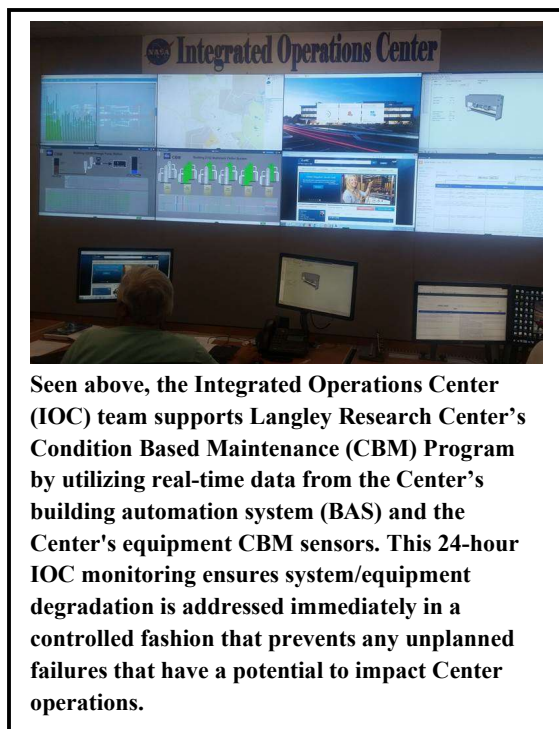 NASA Integrated Operations Center
CBM
CBM
Seen above, the Integrated Operations Center
(IOC) team supports Langley Research Center’s
Condition Based Maintenance (CBM) Program
by utilizing real-time data from the Center’s
building automation system (BAS) and the
Center's equipment CBM sensors. This 24-hour
IOC monitoring ensures system/equipment
degradation is addressed immediately in a
controlled fashion that prevents any unplanned
failures that have a potential to impact Center
operations.